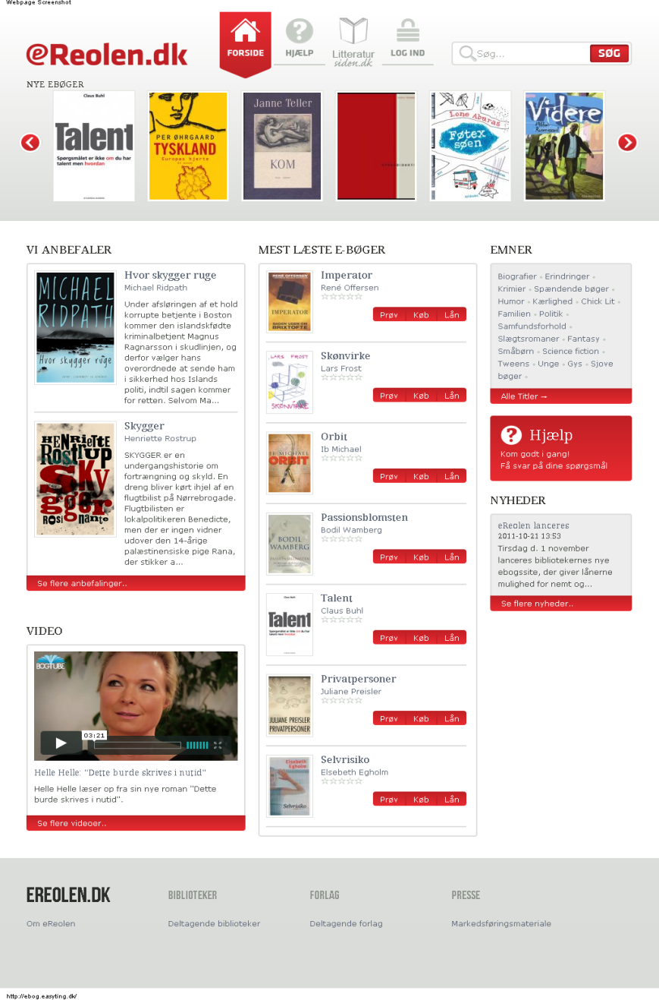 Webpage Screenshot
eReolen.dk
FORSIDE
HJÆLP
Litteratur
siden.dk
LOG IND
Søg...
SØG
NYE EBØGER
Claus Buhl
Talent
Spørgsmålet er ikke om du har
talent men hvordan
PER ØHRGAARD
TYSKLAND
Europas hjerte
Janne Teller
KOM
Lone Aburas
Føtex
søen
Videre
VI ANBEFALER
MICHAEL
RIDPATH
Hvor skygger ruge
Hvor skygger ruge
Michael Ridpath
Under afsløringen af et hold
korrupte betjente i Boston
kommer den islandskfødte
kriminalbetjent Magnus
Ragnarsson i skudlinjen, og
derfor vælger hans
overordnede at sende ham
i sikkerhed hos Islands
politi, indtil sagen kommer
for retten. Selvom Ma...
HENRIETTE
ROSTRUP
SKYGGER
ROSINANTE
Skygger
Henriette Rostrup
SKYGGER er en
undergangshistorie om
fortrængning og skyld. En
dreng bliver kørt ihjel af en
flugtbilist på Nørrebrogade.
Flugtbilisten er
lokalpolitikeren Benedicte,
men der er ingen vidner
udover den 14-årige
palæstinensiske pige Rana,
der stikker a...
Se flere anbefalinger..
VIDEO
BOGTUBE
03:21
Helle Helle: "Dette burde skrives i nutid"
Helle Helle læser op fra sin nye roman "Dette
burde skrives i nutid".
Se flere videoer..
MEST LÆSTE E-BØGER
RENÉ OFFERSEN
IMPERATOR
SAGEN UDEN OM
BRIXTOFTE
Imperator
René Offersen
Prøv Køb Lån
LARS FROST
SKØNVIRKE
Skønvirke
Lars Frost
Prøv Køb Lån
IB MICHAEL
ORBIT
Orbit
Ib Michael
Prøv Køb Lån
BODIL
WAMBERG
PASSIONSBLOMSTEN
Passionsblomsten
Bodil Wamberg
Prøv Køb Lån
Claus Buhl
Talent
Spørgsmålet er ikke om du har
talent men hvordan
Talent
Claus Buhl
Prøv Køb Lån
JULIANE PREISLER
PRIVATPERSONER
Privatpersoner
Juliane Preisler
Prøv Køb Lån
Elsebeth
Egholm
Selvrisiko
Selvrisiko
Elsebeth Egholm
Prøv Køb Lån
EMNER
Biografier • Erindringer •
Krimier • Spændende bøger •
Humor • Kærlighed • Chick Lit •
Familien • Politik •
Samfundsforhold •
Slægtsromaner • Fantasy •
Småbørn • Science fiction •
Tweens • Unge • Gys • Sjove
bøger •
Alle Titler →
? Hjælp
Kom godt i gang!
Få svar på dine spørgsmål
NYHEDER
eReolen lanceres
2011-10-21 13:53
Tirsdag d. 1 november
lanceres bibliotekernes nye
ebogssite, der giver lånerne
mulighed for nemt og...
Se flere nyheder..
EREOLEN.DK
Om eReolen
BIBLIOTEKER
Deltagende biblioteker
FORLAG
Deltagende forlag
PRESSE
Markedsføringsmateriale
http://ebog.easyting.dk/